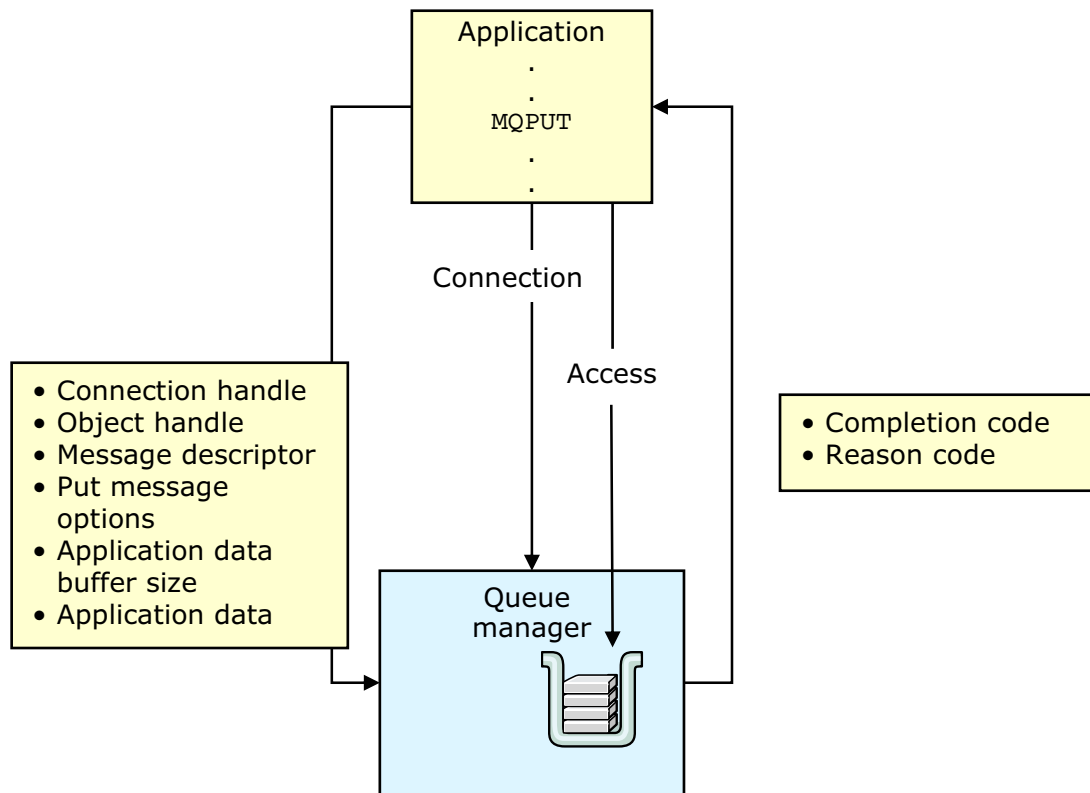 Application
.
.
MQPUT
.
.
Connection
Access
• Connection handle
• Object handle
• Message descriptor
• Put message
options
• Application data
buffer size
• Application data
• Completion code
• Reason code
Queue
manager